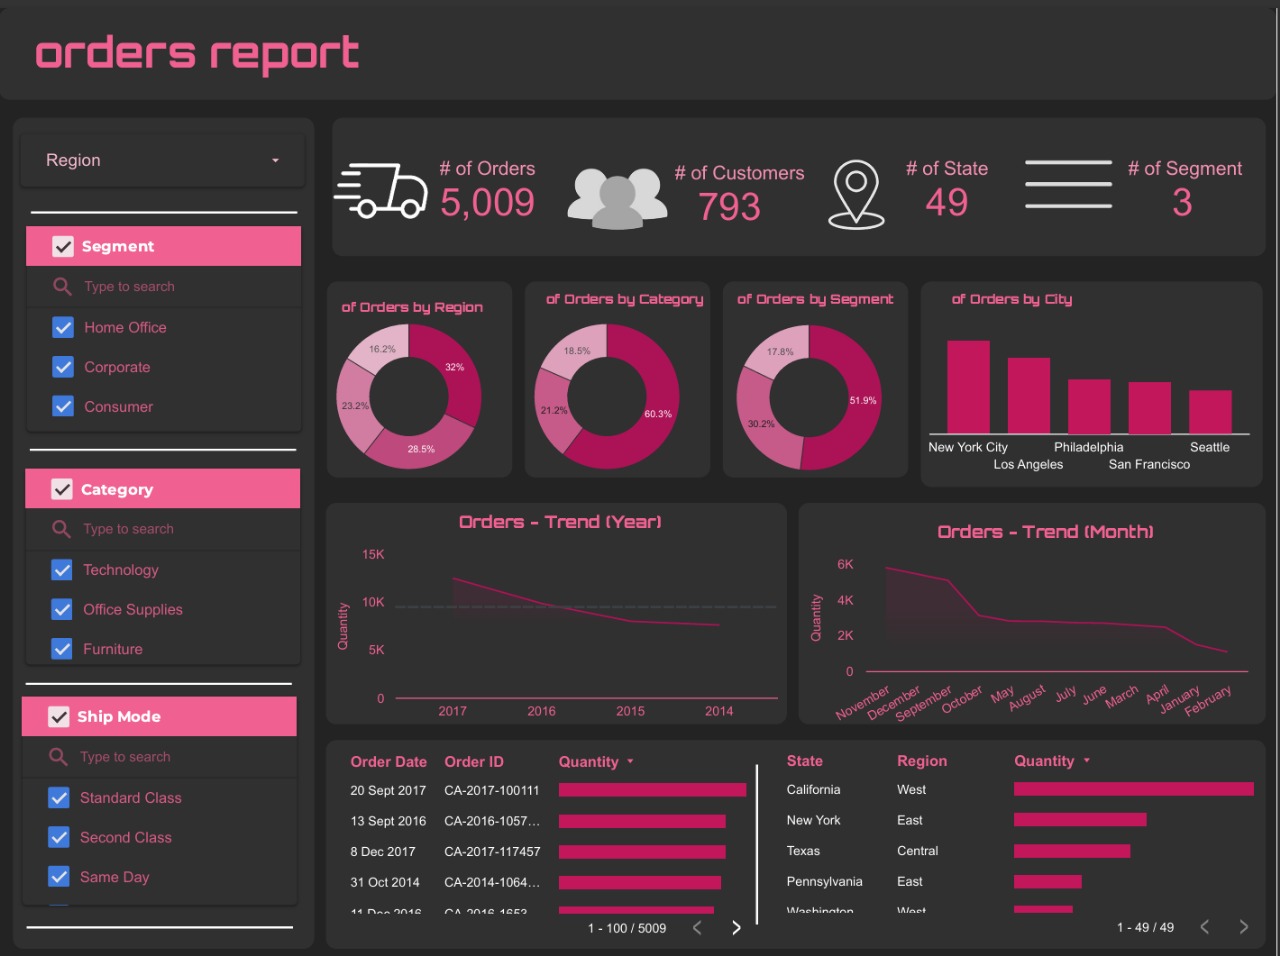 orders report
Region
Segment
Type to search
Home Office
Corporate
Consumer
Category
Type to search
Technology
Office Supplies
Furniture
Ship Mode
Type to search
Standard Class
Second Class
Same Day
# of Orders
5,009
# of Customers
793
# of State
49
# of Segment
3
of Orders by Region
16.2%
32%
23.2%
28.5%
of Orders by Category
18.5%
21.2%
60.3%
of Orders by Segment
17.8%
51.9%
30.2%
of Orders by City
New York City
Los Angeles
Philadelphia
San Francisco
Seattle
Orders - Trend (Year)
Quantity
15K
10K
5K
0
2017 2016 2015 2014
Orders - Trend (Month)
Quantity
6K
4K
2K
0
November December September October May August July June March April January February
Order Date Order ID Quantity
20 Sept 2017 CA-2017-100111
13 Sept 2016 CA-2016-1057...
8 Dec 2017 CA-2017-117457
31 Oct 2014 CA-2014-1064...
11 Dec 2016 CA-2016-1653...
1 - 100 / 5009
State Region Quantity
California West
New York East
Texas Central
Pennsylvania East
Washington West
1 - 49 / 49